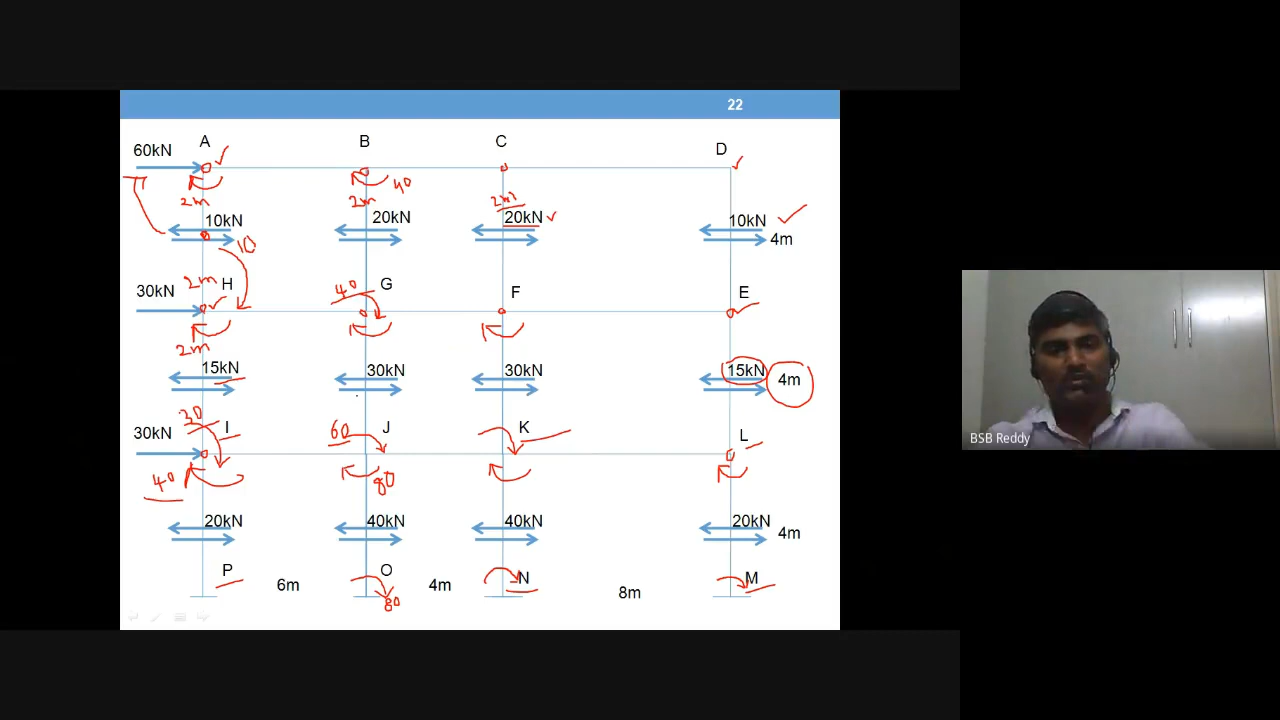 22
A B C D
60kN
40
2m 2m 2m
10kN 20kN 20kN 10kN
4m
10
2m
30kN H 40 G F E
2m
15kN 30kN 30kN 15kN 4m
30
30kN I 60 J K L
40 80
20kN 40kN 40kN 20kN 4m
P O N M
6m 4m 8m
80
BSB Reddy